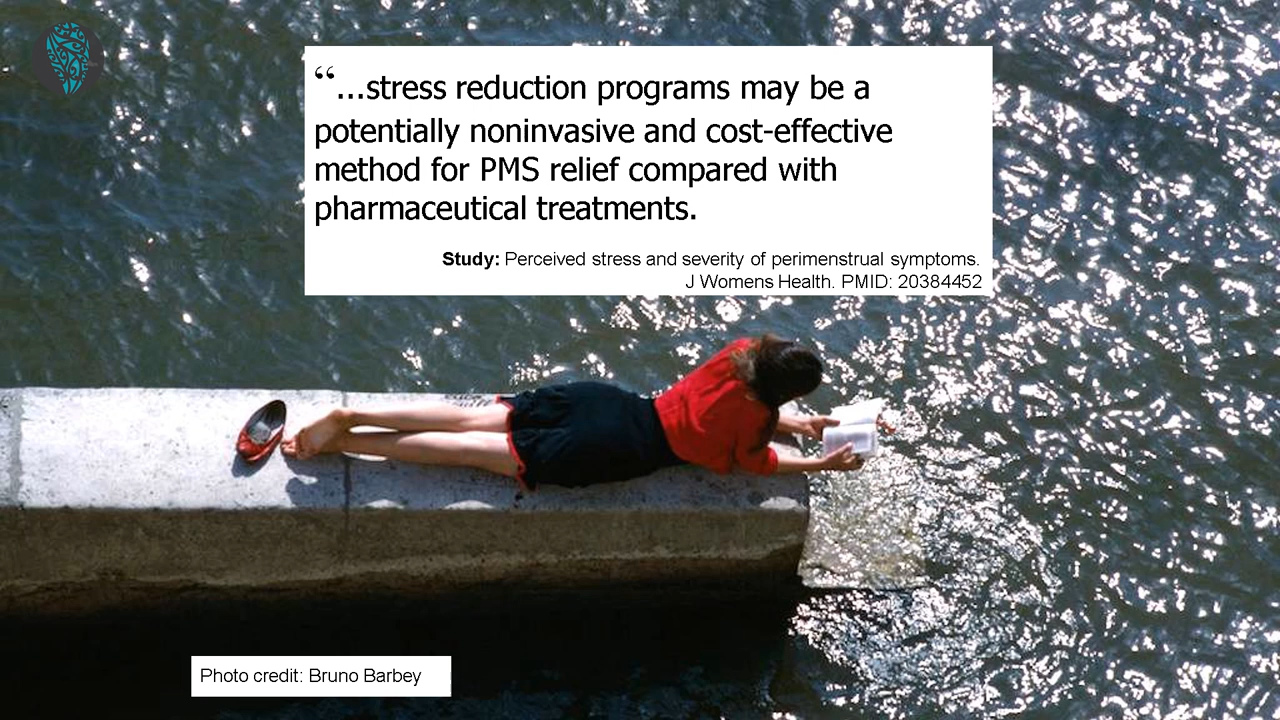 “...stress reduction programs may be a
potentially noninvasive and cost-effective
method for PMS relief compared with
pharmaceutical treatments.
Study: Perceived stress and severity of perimenstrual symptoms.
J Womens Health. PMID: 20384452
Photo credit: Bruno Barbey